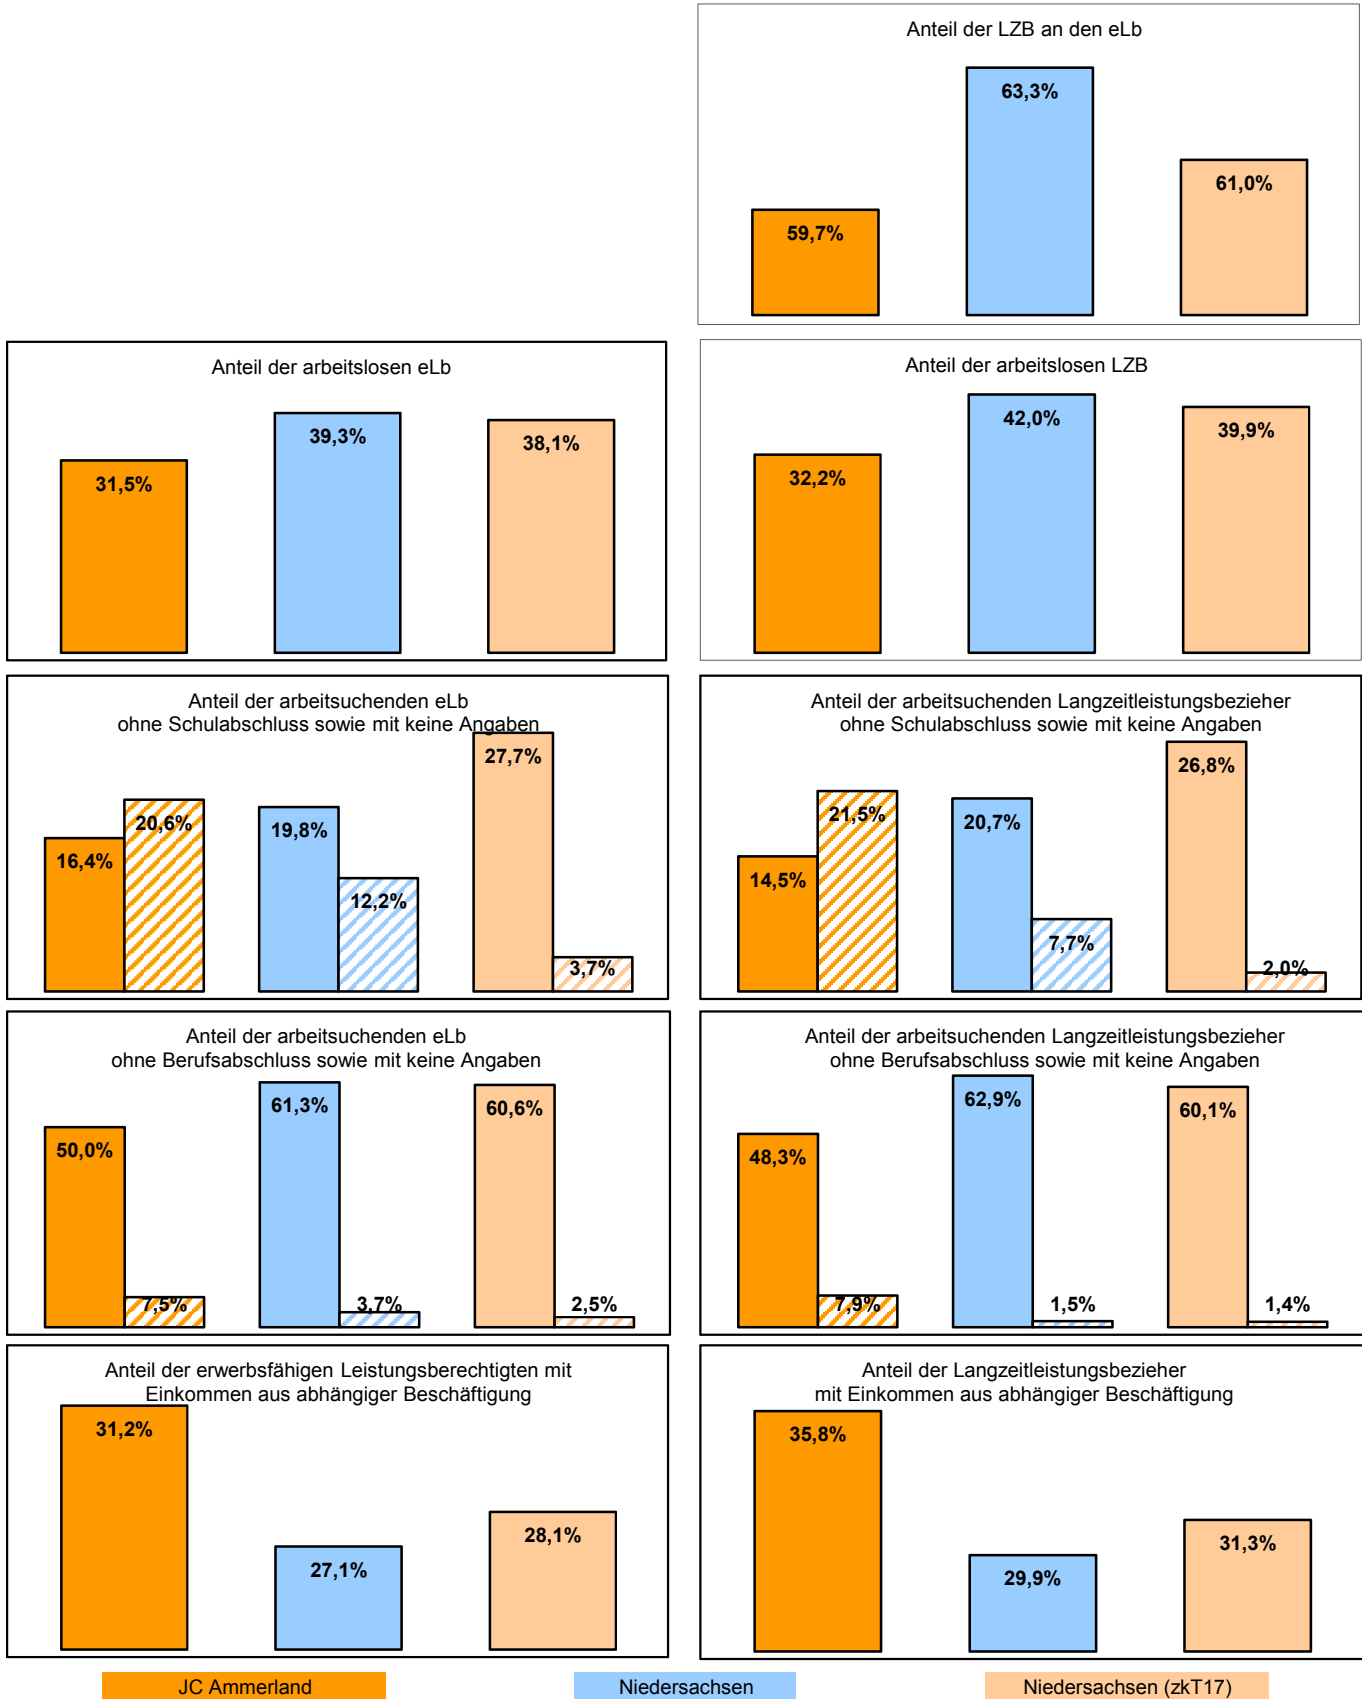 Anteil der LZB an den eLb
63,3%
61,0%
59,7%
Anteil der arbeitslosen eLb
39,3%
38,1%
31,5%
Anteil der arbeitslosen LZB
42,0%
39,9%
32,2%
Anteil der arbeitsuchenden eLb
ohne Schulabschluss sowie mit keine Angaben
27,7%
20,6%
19,8%
16,4%
12,2%
3,7%
Anteil der arbeitsuchenden Langzeitleistungsbezieher
ohne Schulabschluss sowie mit keine Angaben
26,8%
21,5%
20,7%
14,5%
7,7%
2,0%
Anteil der arbeitsuchenden eLb
ohne Berufsabschluss sowie mit keine Angaben
61,3%
60,6%
50,0%
7,5%
3,7%
2,5%
Anteil der arbeitsuchenden Langzeitleistungsbezieher
ohne Berufsabschluss sowie mit keine Angaben
62,9%
60,1%
48,3%
7,9%
1,5%
1,4%
Anteil der erwerbsfähigen Leistungsberechtigten mit
Einkommen aus abhängiger Beschäftigung
31,2%
28,1%
27,1%
Anteil der Langzeitleistungsbezieher
mit Einkommen aus abhängiger Beschäftigung
35,8%
31,3%
29,9%
JC Ammerland
Niedersachsen
Niedersachsen (zkT17)